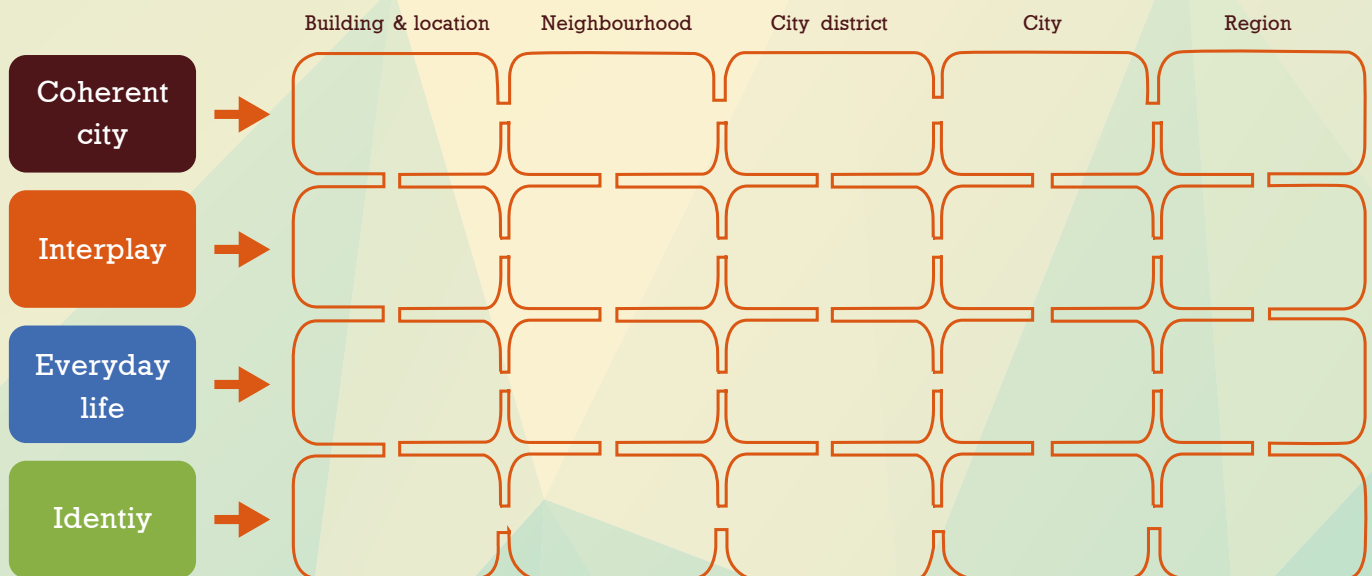 Building & location Neighbourhood City district City Region
Coherent
city
Interplay
Everyday
life
Identiy